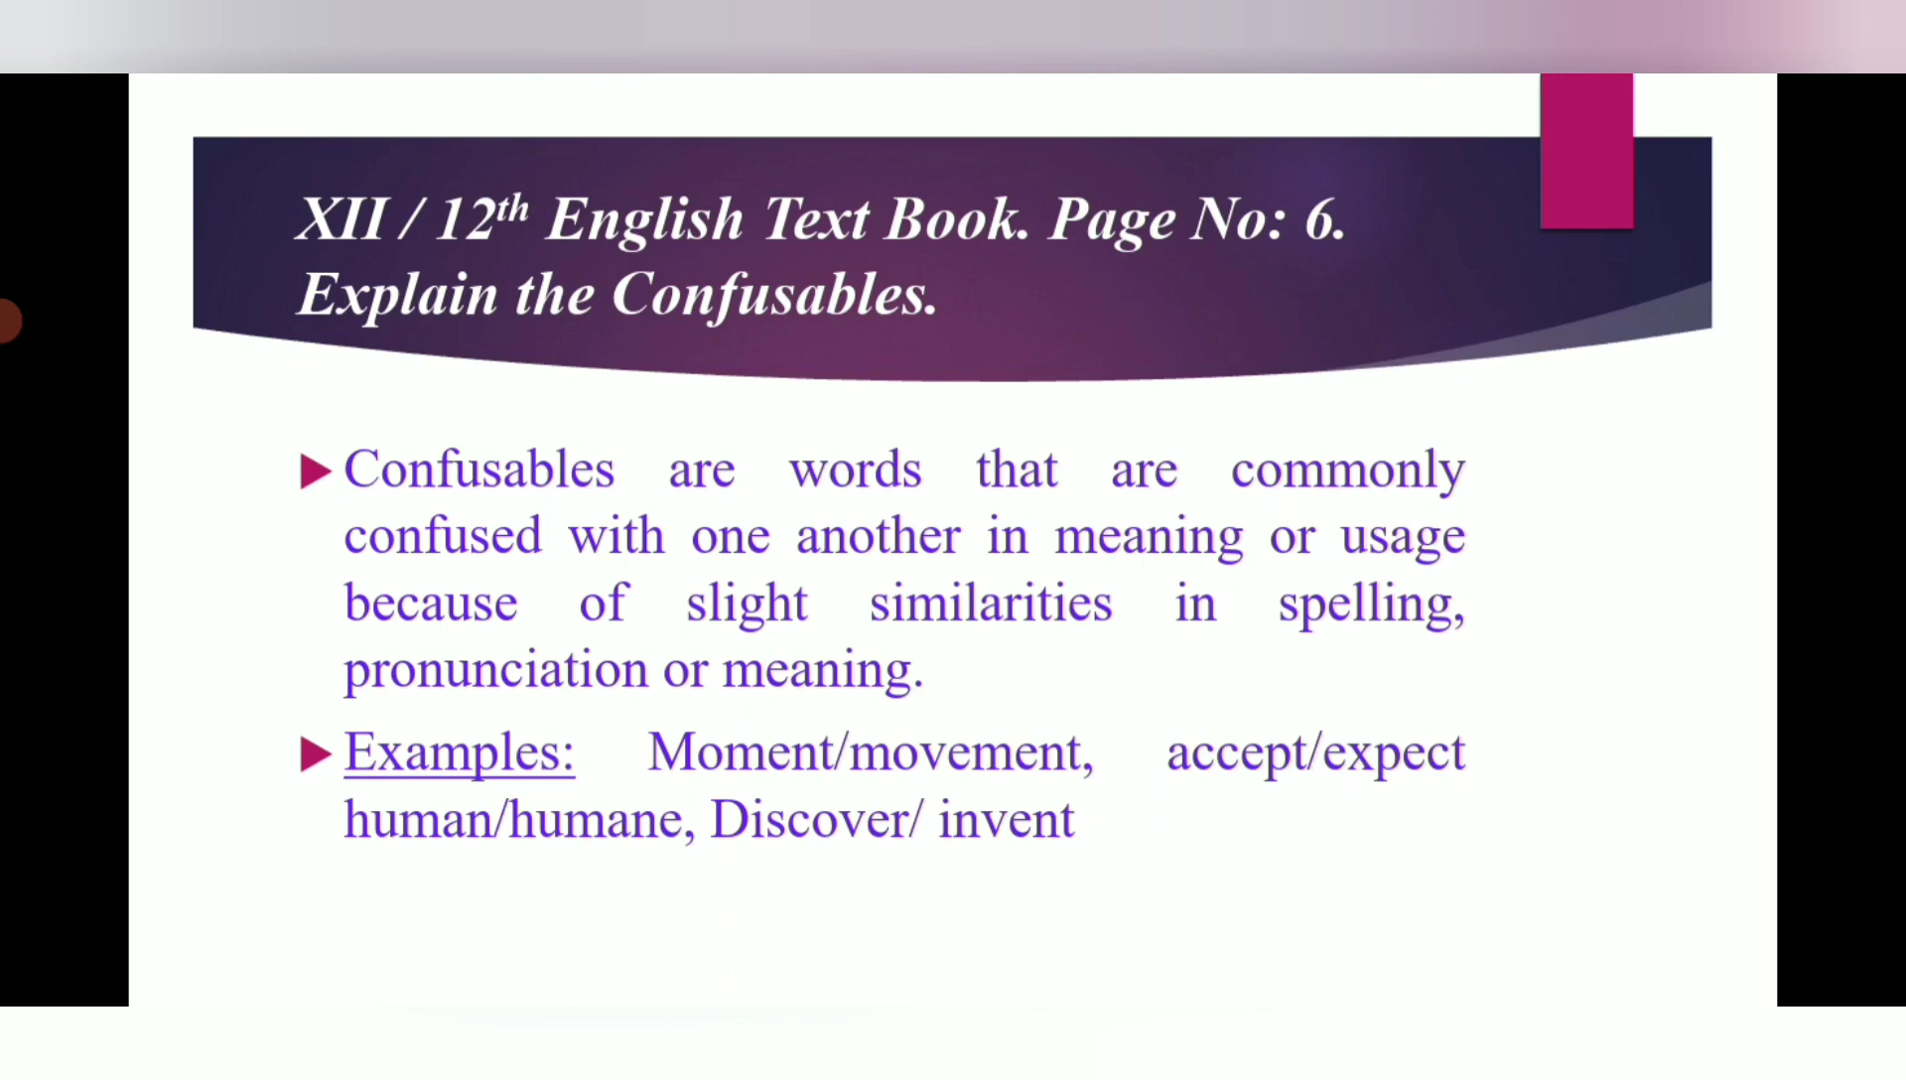 XII / 12th English Text Book. Page No: 6.
Explain the Confusables.
Confusables are words that are commonly
confused with one another in meaning or usage
because of slight similarities in spelling,
pronunciation or meaning.
Examples: Moment/movement, accept/expect
human/humane, Discover/ invent